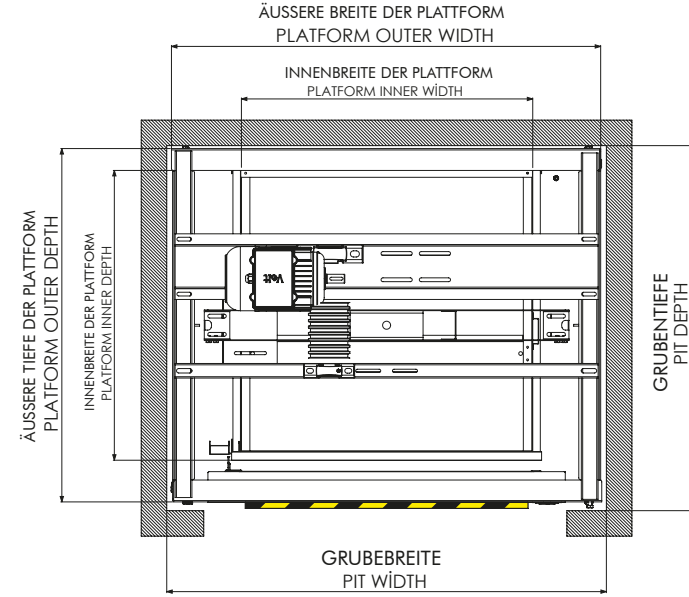 ÄUSSERE BREITE DER PLATTFORM
PLATFORM OUTER WIDTH
INNENBREITE DER PLATTFORM
PLATFORM INNER WİDTH
ÄUSSERE TIEFE DER PLATTFORM
PLATFORM OUTER DEPTH
INNENBREITE DER PLATTFORM
PLATFORM INNER DEPTH
Volt
GRUBENTIEFE
PIT DEPTH
GRUBEBREITE
PIT WİDTH